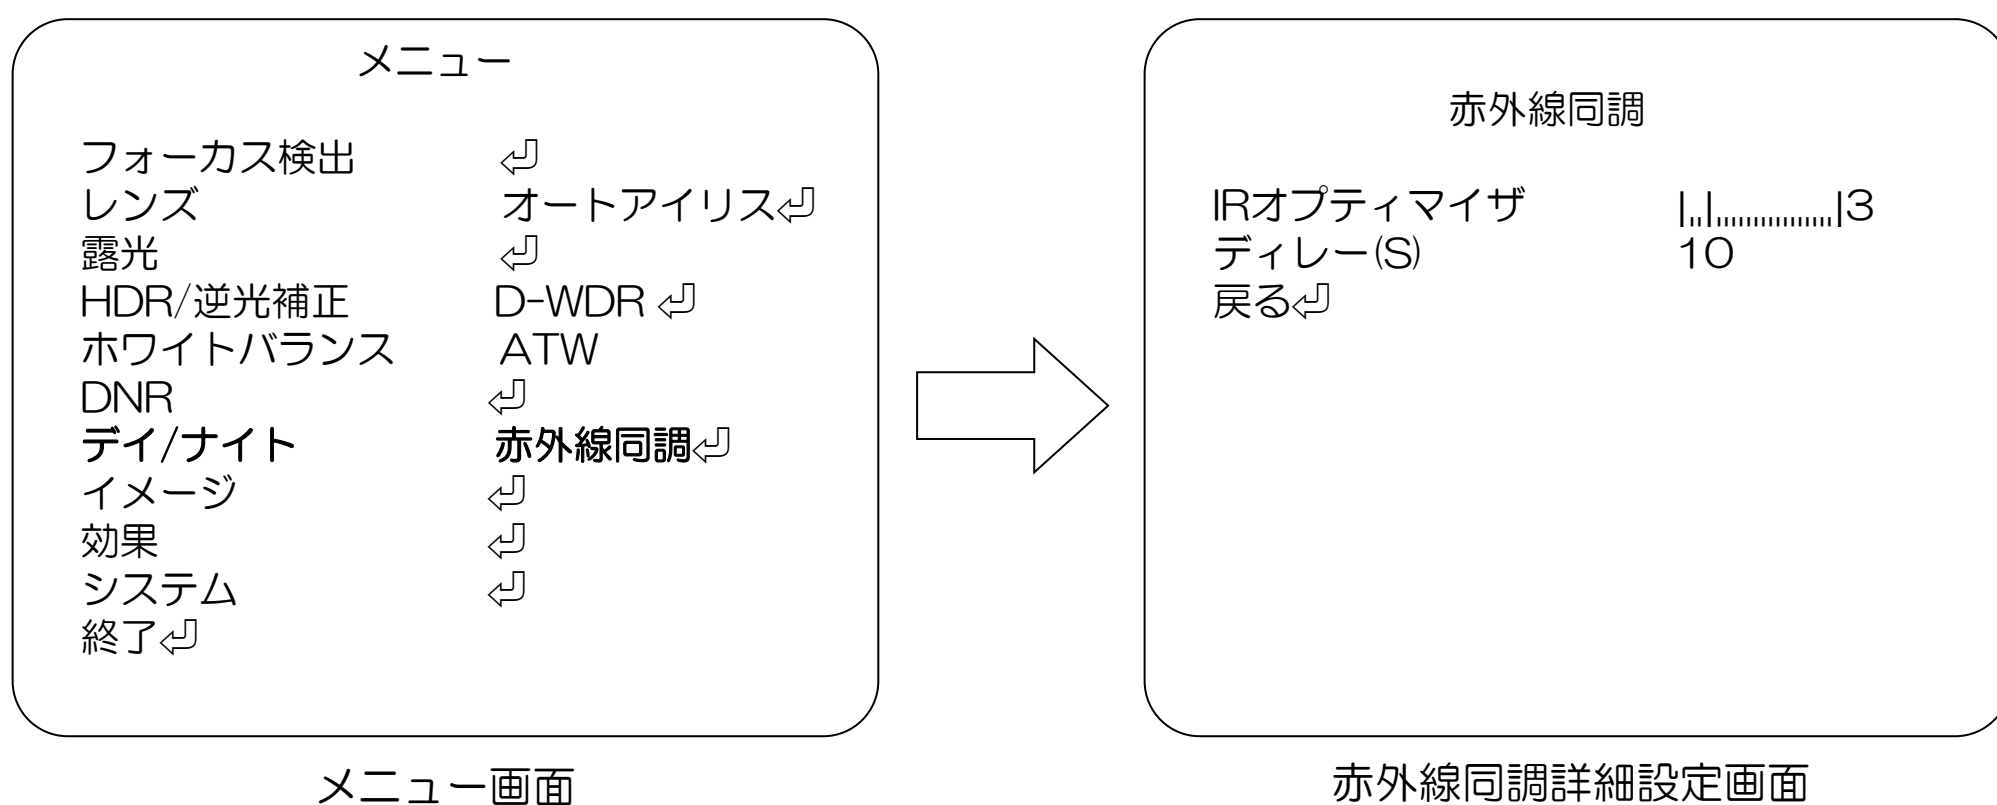 メニュー
フォーカス検出 ⏎
レンズ オートアイリス⏎
露光 ⏎
HDR/逆光補正 D-WDR ⏎
ホワイトバランス ATW
DNR ⏎
デイ/ナイト 赤外線同調⏎
イメージ ⏎
効果 ⏎
システム ⏎
終了⏎
メニュー画面
赤外線同調
IRオプティマイザ |..|...............|3
ディレー(S) 10
戻る⏎
赤外線同調詳細設定画面